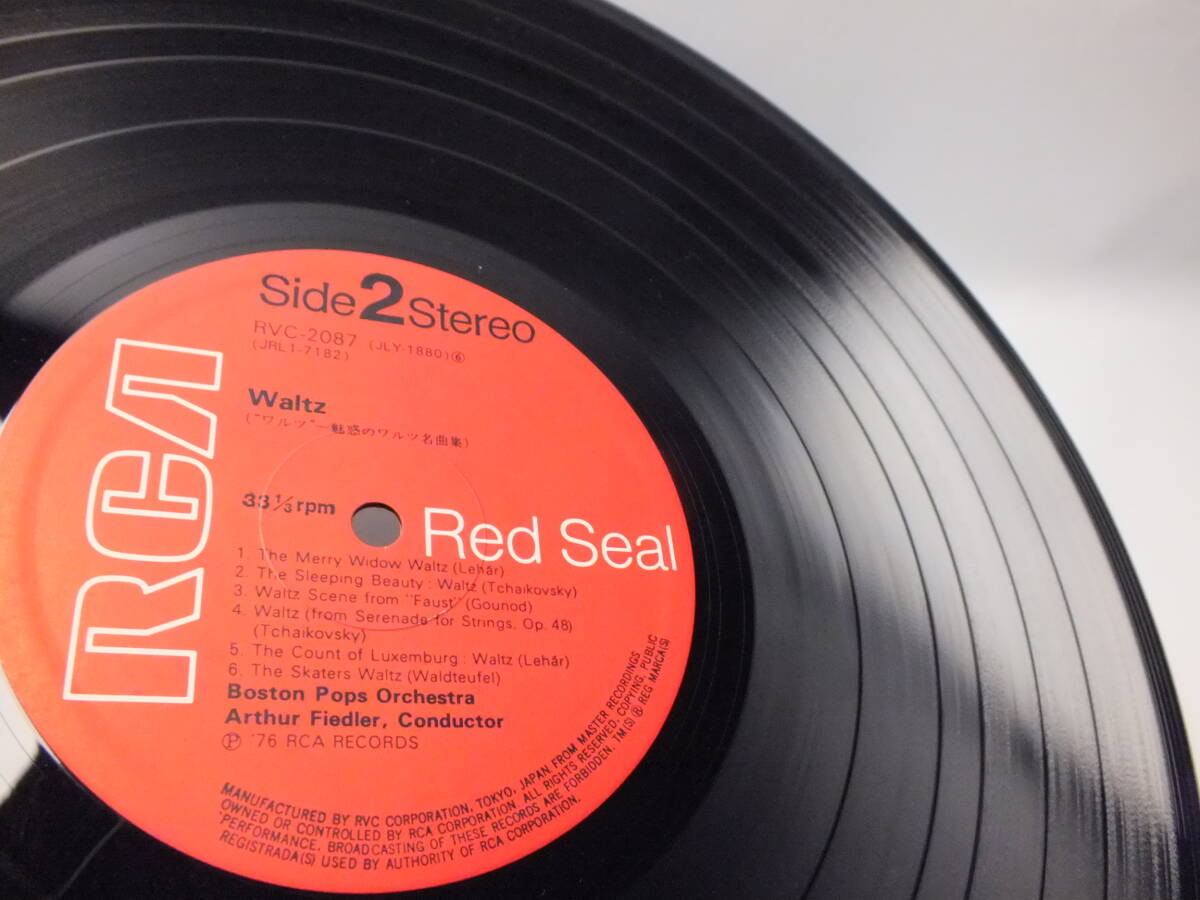 Side 2 Stereo
RVC-2087 (JLY-1880)⑥
(JRL1-7182)
RCA
Waltz
("ワルツ"—魅惑のワルツ名曲集)
33 1/3 rpm
Red Seal
1. The Merry Widow Waltz (Lehár)
2. The Sleeping Beauty : Waltz (Tchaikovsky)
3. Waltz Scene from "Faust" (Gounod)
4. Waltz (from Serenade for Strings, Op. 48)
(Tchaikovsky)
5. The Count of Luxemburg : Waltz (Lehár)
6. The Skaters Waltz (Waldteufel)
Boston Pops Orchestra
Arthur Fiedler, Conductor
Ⓟ '76 RCA RECORDS
MANUFACTURED BY RVC CORPORATION, TOKYO, JAPAN, FROM MASTER RECORDINGS
OWNED OR CONTROLLED BY RCA CORPORATION. ALL RIGHTS RESERVED, COPYING, PUBLIC
PERFORMANCE, BROADCASTING OF THESE RECORDS ARE FORBIDDEN. TM(S) ® REG MARCA(S)
REGISTRADA(S) USED BY AUTHORITY OF RCA CORPORATION.